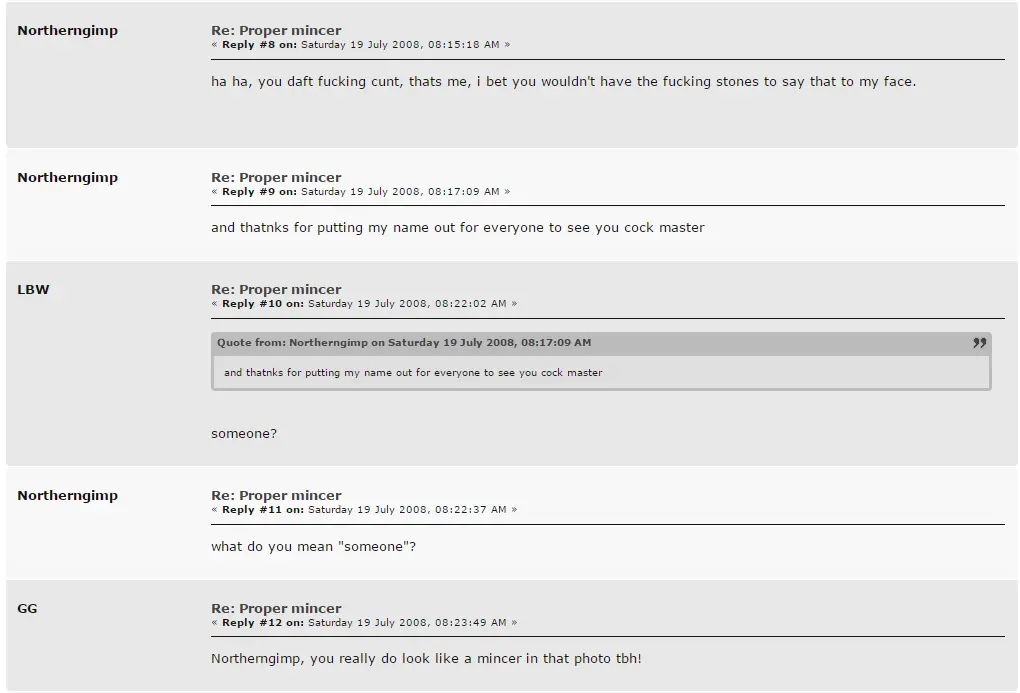 Northerngimp
Re: Proper mincer
« Reply #8 on: Saturday 19 July 2008, 08:15:18 AM »
ha ha, you daft fucking cunt, thats me, i bet you wouldn't have the fucking stones to say that to my face.
Northerngimp
Re: Proper mincer
« Reply #9 on: Saturday 19 July 2008, 08:17:09 AM »
and thatnks for putting my name out for everyone to see you cock master
LBW
Re: Proper mincer
« Reply #10 on: Saturday 19 July 2008, 08:22:02 AM »
Quote from: Northerngimp on Saturday 19 July 2008, 08:17:09 AM
and thatnks for putting my name out for everyone to see you cock master
someone?
Northerngimp
Re: Proper mincer
« Reply #11 on: Saturday 19 July 2008, 08:22:37 AM »
what do you mean "someone"?
GG
Re: Proper mincer
« Reply #12 on: Saturday 19 July 2008, 08:23:49 AM »
Northerngimp, you really do look like a mincer in that photo tbh!